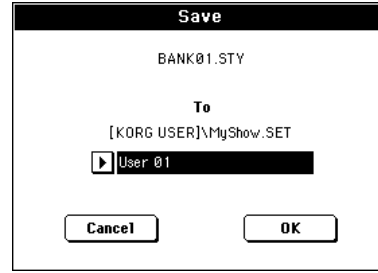 Save
BANK01.STY
To
[KORG USER]\MyShow.SET
User 01
Cancel
OK